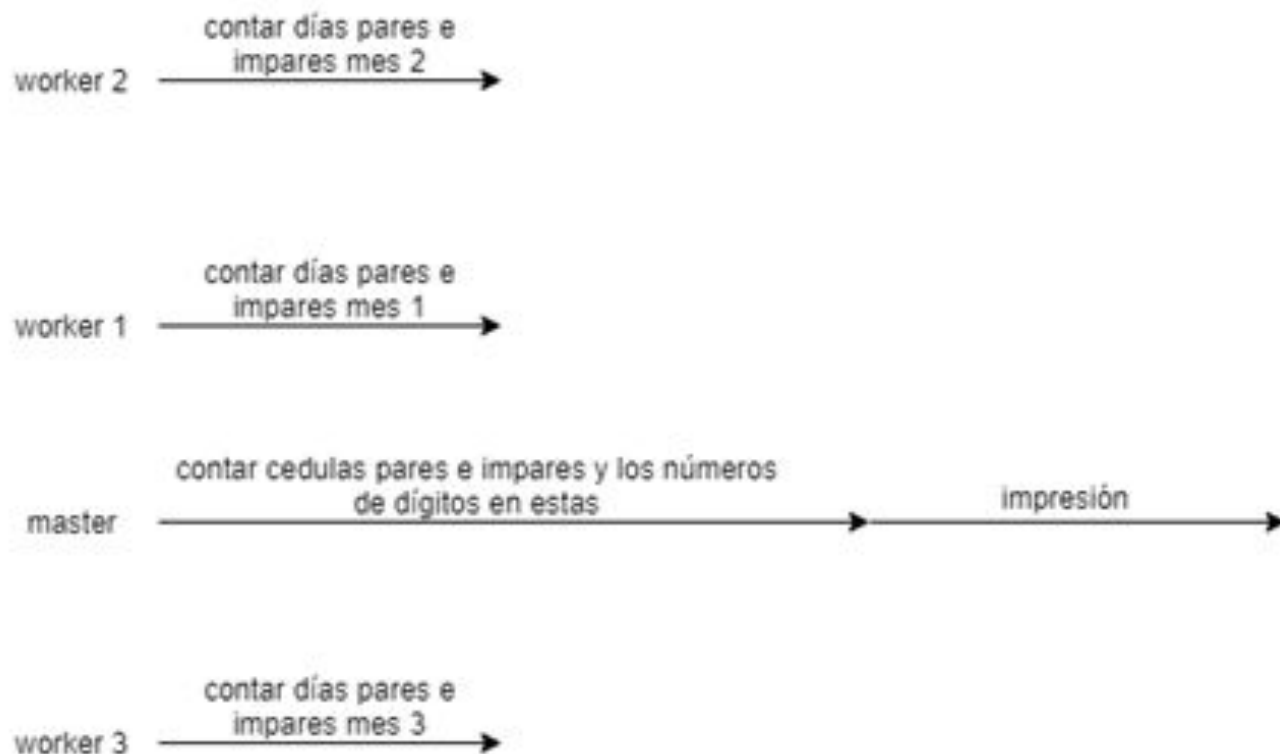 contar días pares e
impares mes 2
worker 2
contar días pares e
impares mes 1
worker 1
contar cedulas pares e impares y los números
de dígitos en estas
master
impresión
contar días pares e
impares mes 3
worker 3